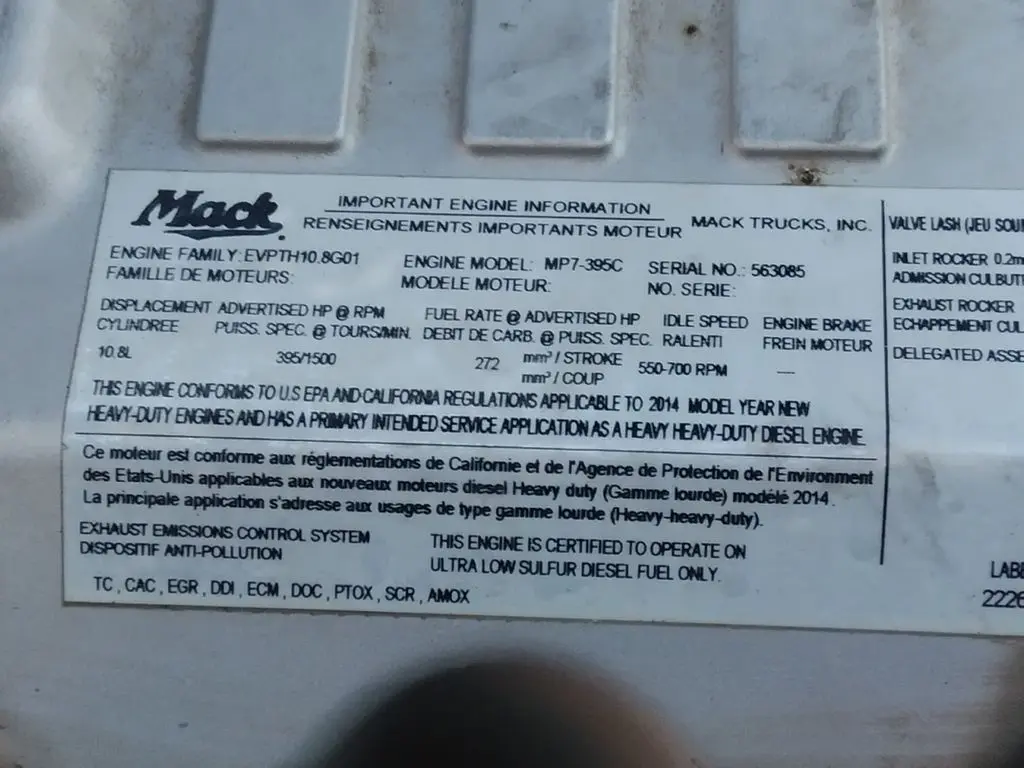 Mack
IMPORTANT ENGINE INFORMATION
RENSEIGNEMENTS IMPORTANTS MOTEUR
MACK TRUCKS, INC.
ENGINE FAMILY: EVPTH10.8G01
FAMILLE DE MOTEURS:
ENGINE MODEL: MP7-395C
MODELE MOTEUR:
SERIAL NO.: 563085
NO. SERIE:
DISPLACEMENT
CYLINDREE
10.8L
ADVERTISED HP @ RPM
PUISS. SPEC. @ TOURS/MIN.
395/1500
FUEL RATE @ ADVERTISED HP
DEBIT DE CARB. @ PUISS. SPEC.
272 mm³ / STROKE
mm³ / COUP
IDLE SPEED
RALENTI
550-700 RPM
ENGINE BRAKE
FREIN MOTEUR
—
THIS ENGINE CONFORMS TO U.S EPA AND CALIFORNIA REGULATIONS APPLICABLE TO 2014 MODEL YEAR NEW
HEAVY-DUTY ENGINES AND HAS A PRIMARY INTENDED SERVICE APPLICATION AS A HEAVY HEAVY-DUTY DIESEL ENGINE.
Ce moteur est conforme aux réglementations de Californie et de l'Agence de Protection de l'Environment
des Etats-Unis applicables aux nouveaux moteurs diesel Heavy duty (Gamme lourde) modélé 2014.
La principale application s'adresse aux usages de type gamme lourde (Heavy-heavy-duty).
EXHAUST EMISSIONS CONTROL SYSTEM
DISPOSITIF ANTI-POLLUTION
TC , CAC , EGR , DDI , ECM , DOC , PTOX , SCR , AMOX
THIS ENGINE IS CERTIFIED TO OPERATE ON
ULTRA LOW SULFUR DIESEL FUEL ONLY.
VALVE LASH (JEU
INLET ROCKER 0.2
ADMISSION
EXHAUST ROCKER
ECHAPPEMENT
DELEGATED
2226